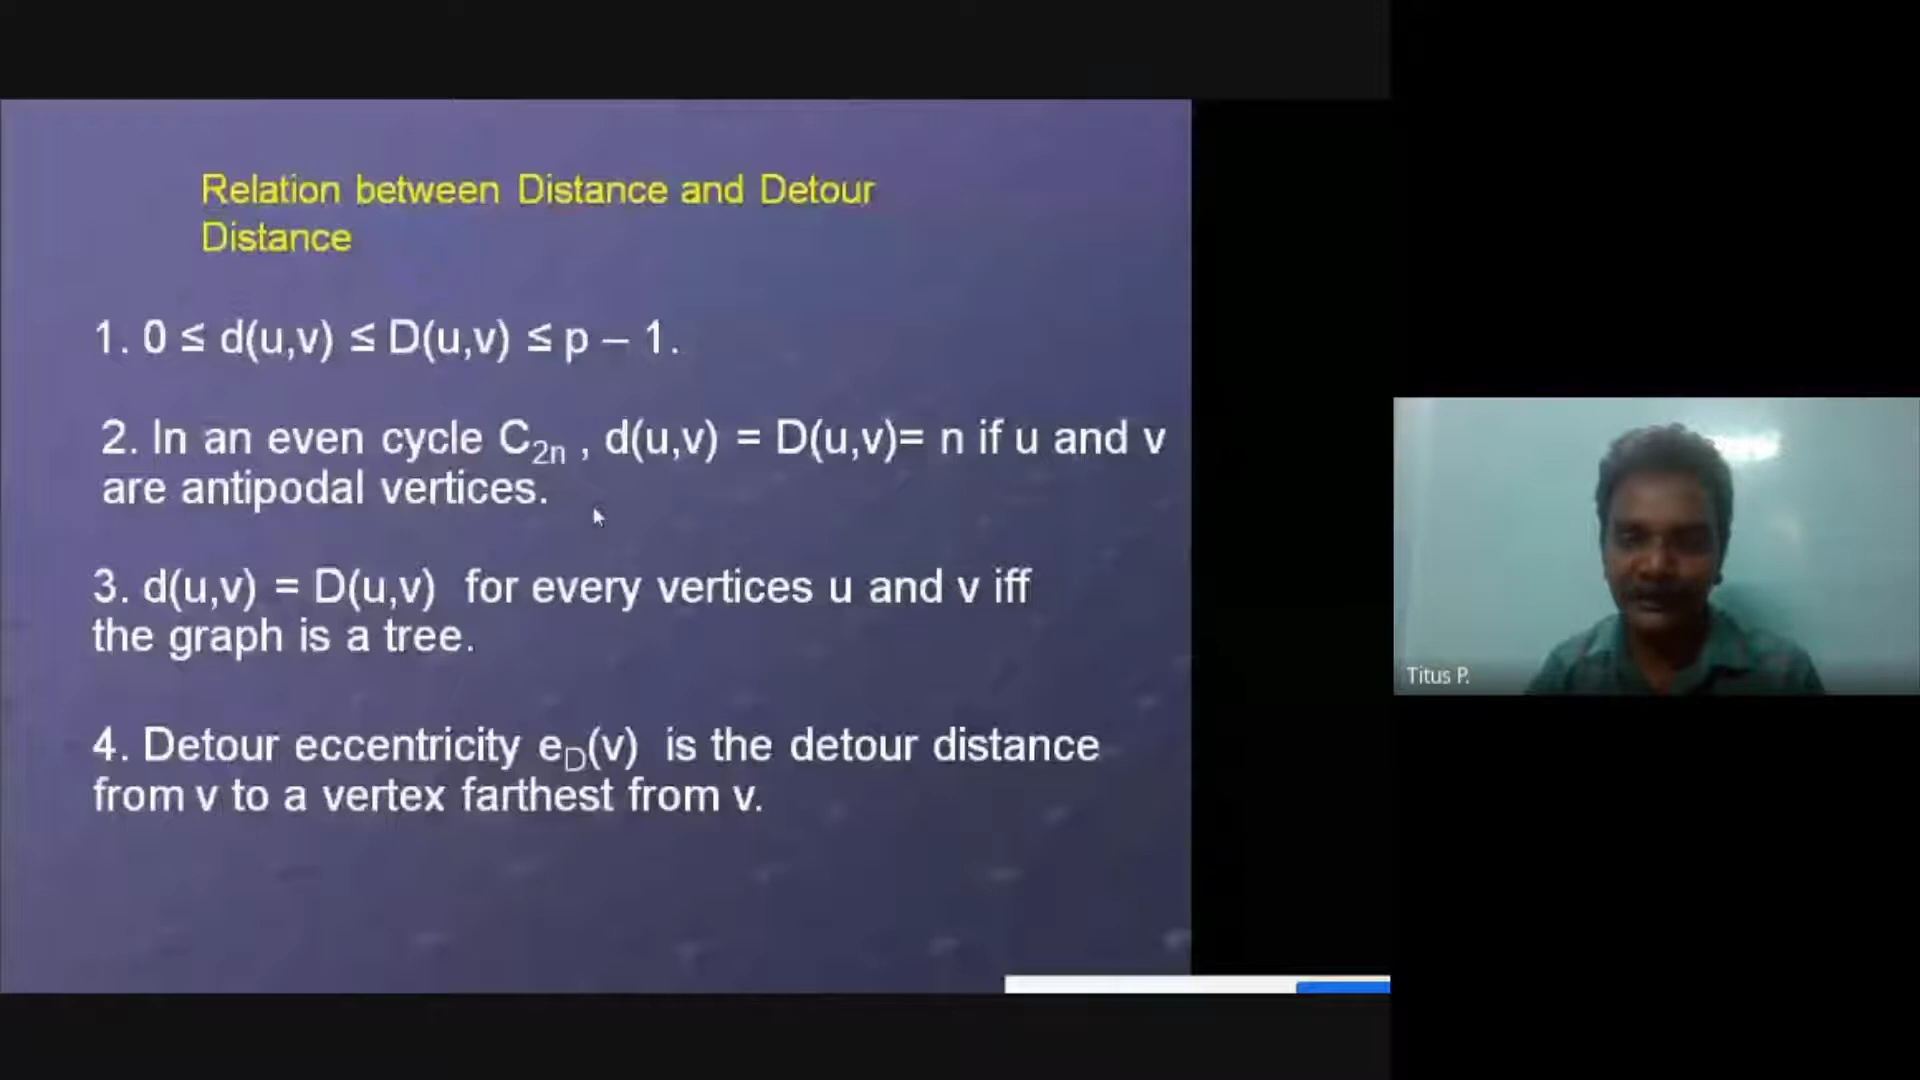 Relation between Distance and Detour
Distance
1. 0 ≤ d(u,v) ≤ D(u,v) ≤ p – 1.
2. In an even cycle C₂ₙ , d(u,v) = D(u,v)= n if u and v
are antipodal vertices.
3. d(u,v) = D(u,v) for every vertices u and v iff
the graph is a tree.
4. Detour eccentricity e_D(v) is the detour distance
from v to a vertex farthest from v.
Titus P.